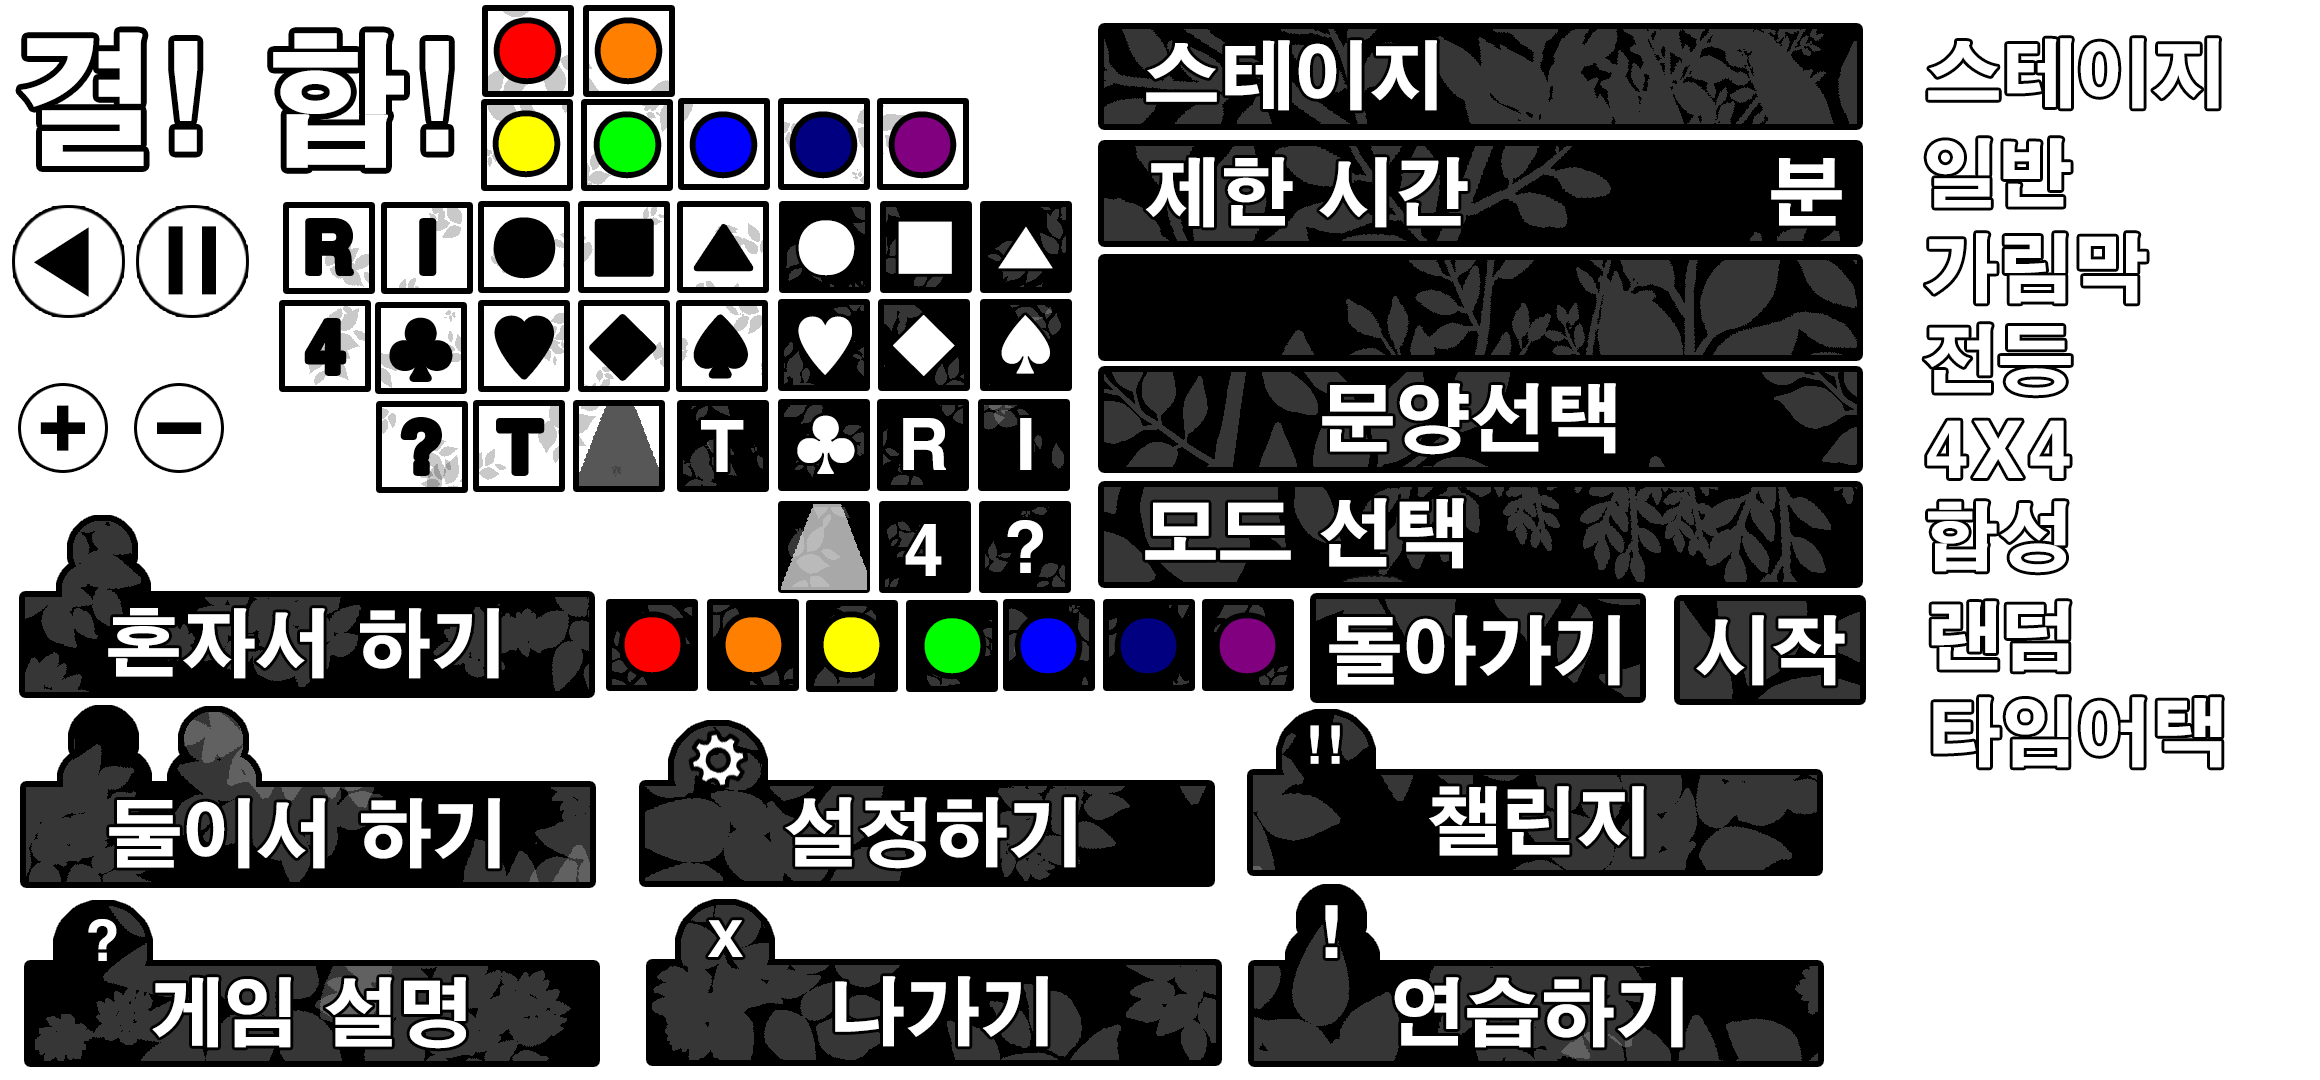 결! 합!
스테이지
제한 시간 분
문양선택
모드 선택
스테이지
일반
가림막
전등
4X4
합성
랜덤
타임어택
R I
4
? T T R I
4 ?
혼자서 하기
돌아가기
시작
둘이서 하기
설정하기
!!
챌린지
?
게임 설명
X
나가기
!
연습하기